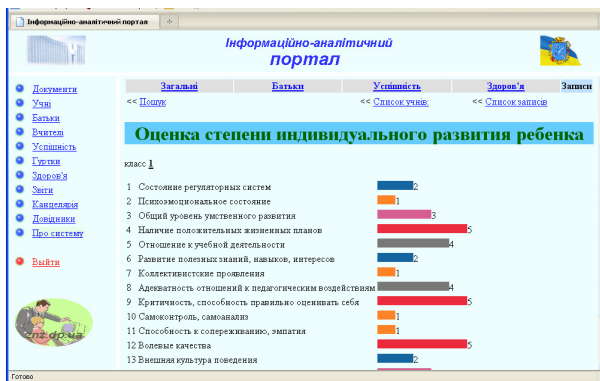 Інформаційно-аналітичний портал
Інформаційно-аналітичний
портал
Документи
Учні
Батьки
Вчителі
Успішність
Гуртки
Здоров'я
Звіти
Канцелярія
Довідники
Про систему
Выйти
znz.dp.ua
Загальні Батьки Успішність Здоров'я Записи
<< Пошук << Список учнів: << Список записів
Оценка степени индивидуального развития ребенка
класс 1
1 Состояние регуляторных систем 2
2 Психоэмоциональное состояние 1
3 Общий уровень умственного развития 3
4 Наличие положительных жизненных планов 5
5 Отношение к учебной деятельности 4
6 Развитие полезных знаний, навыков, интересов 2
7 Коллективистские проявления 1
8 Адекватность отношений к педагогическим воздействиям 4
9 Критичность, способность правильно оценивать себя 5
10 Самоконтроль, самоанализ 1
11 Способность к сопереживанию, эмпатия 1
12 Волевые качества 5
13 Внешняя культура поведения 2
Готово